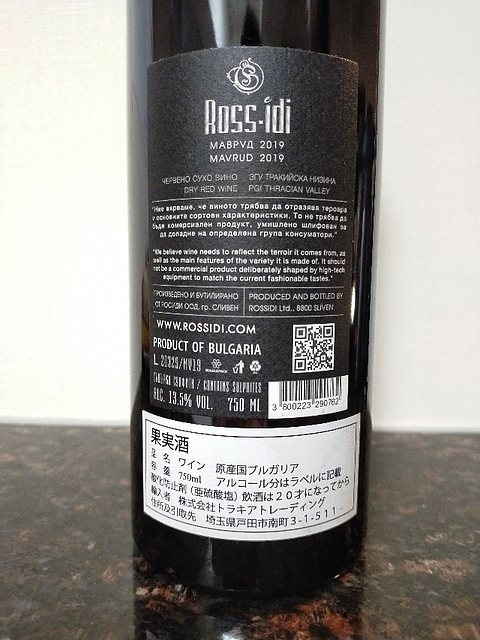 Ross-idi
МАВРУД 2019
MAVRUD 2019
ЧЕРВЕНО СУХО ВИНО ЗГУ ТРАКИЙСКА НИЗИНА
DRY RED WINE PGI THRACIAN VALLEY
"Ние вярваме, че виното трябва да отразява тероара
и основните сортови характеристики. То не трябва да
бъде комерсиален продукт, умишлено шлифован за
да допадне на определена група консуматори."
"We believe wine needs to reflect the terroir it comes from, as
well as the main features of the variety it is made of. It should
not be a commercial product deliberately shaped by high-tech
equipment to match the current fashionable tastes."
ПРОИЗВЕДЕНО И БУТИЛИРАНО PRODUCED AND BOTTLED BY
ОТ РОСИДИ ООД, гр. СЛИВЕН ROSSIDI Ltd., 8800 SLIVEN
WWW.ROSSIDI.COM
PRODUCT OF BULGARIA
L. 20329/MV19
СЪДЪРЖА СУЛФИТИ / CONTAINS SULPHITES
ALC. 13.5% VOL. 750 ML
3 800223 290762
果実酒
品名 ワイン 原産国ブルガリア
容量 750ml アルコール分はラベルに記載
酸化防止剤（亜硫酸塩）飲酒は２０才になってから
輸入者 株式会社トラキアトレーディング
住所及引取先 埼玉県戸田市南町３-１-５１１